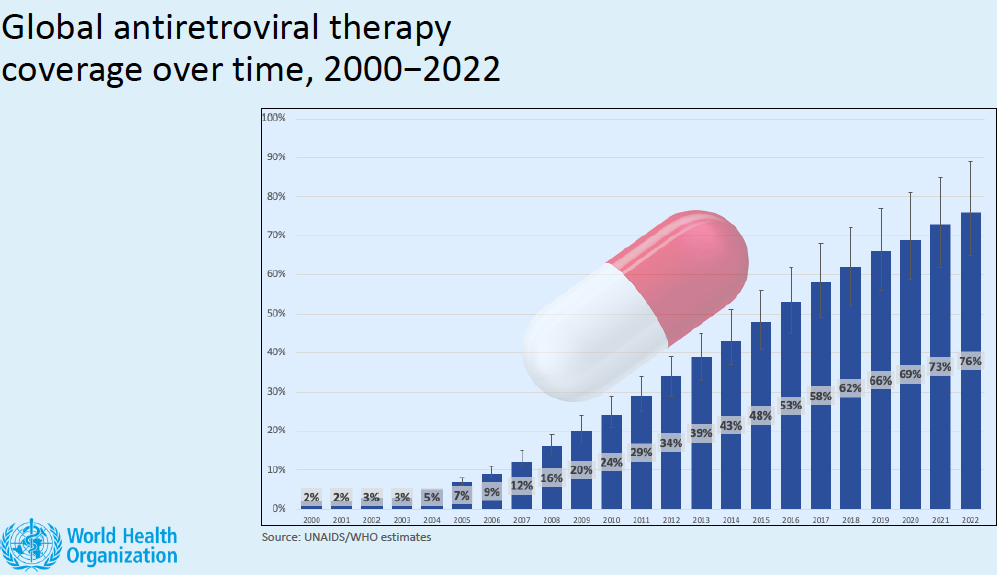 Global antiretroviral therapy
coverage over time, 2000–2022
100%
90%
80%
70%
60%
50%
40%
30%
20%
10%
0%
2% 2% 3% 3% 5% 7% 9% 12% 16% 20% 24% 29% 34% 39% 43% 48% 53% 58% 62% 66% 69% 73% 76%
2000 2001 2002 2003 2004 2005 2006 2007 2008 2009 2010 2011 2012 2013 2014 2015 2016 2017 2018 2019 2020 2021 2022
Source: UNAIDS/WHO estimates
World Health
Organization